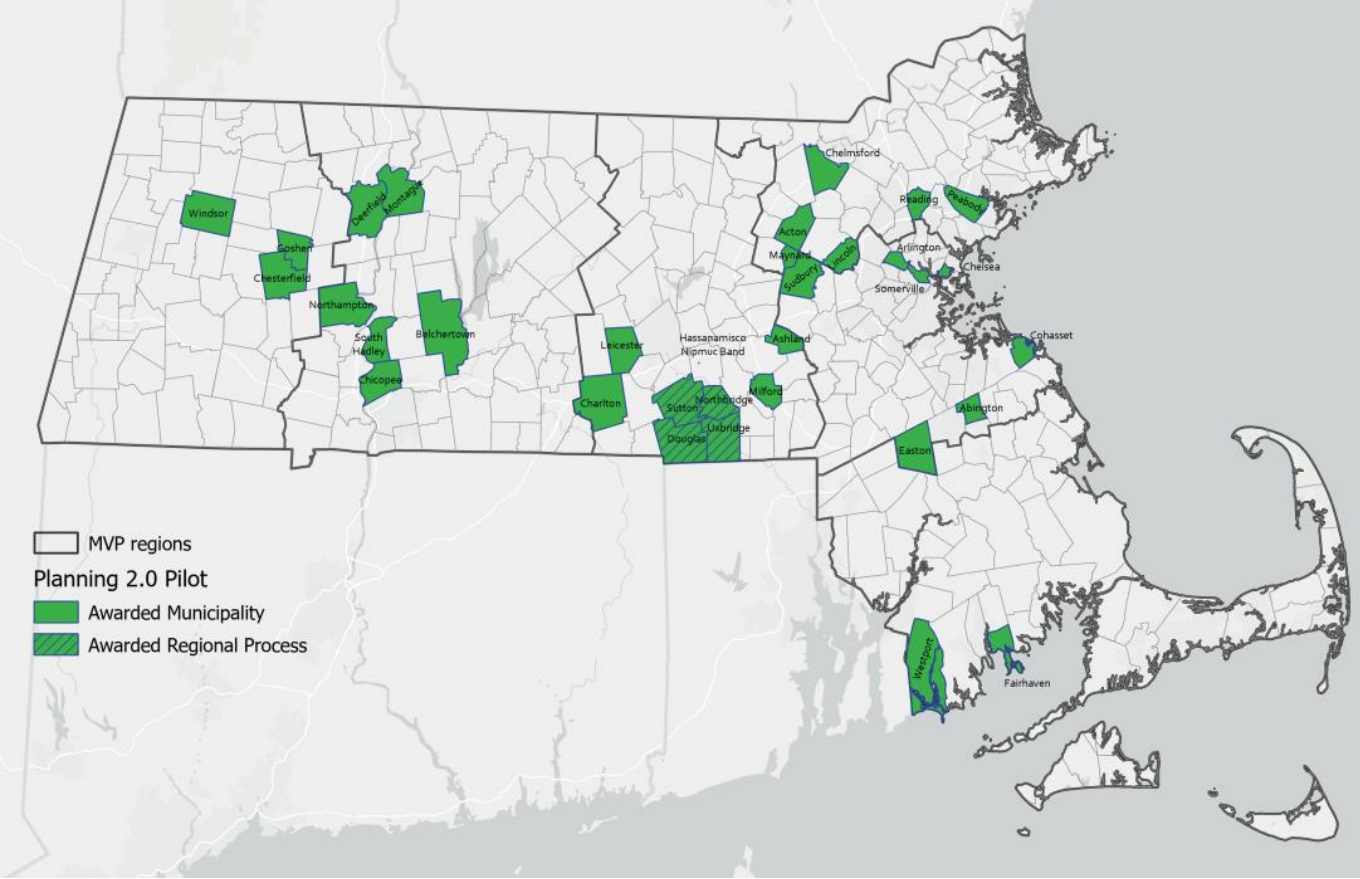 Chelmsford
Deerfield
Montague
Reading
Peabody
Windsor
Acton
Goshen
Maynard
Lincoln
Arlington
Chelsea
Chesterfield
Sudbury
Somerville
Northampton
South
Hadley
Belchertown
Leicester
Hassanamisco
Nipmuc Band
Ashland
Cohasset
Chicopee
Charlton
Sutton
Northbridge
Milford
Abington
Douglas
Uxbridge
Easton
MVP regions
Planning 2.0 Pilot
Awarded Municipality
Awarded Regional Process
Westport
Fairhaven